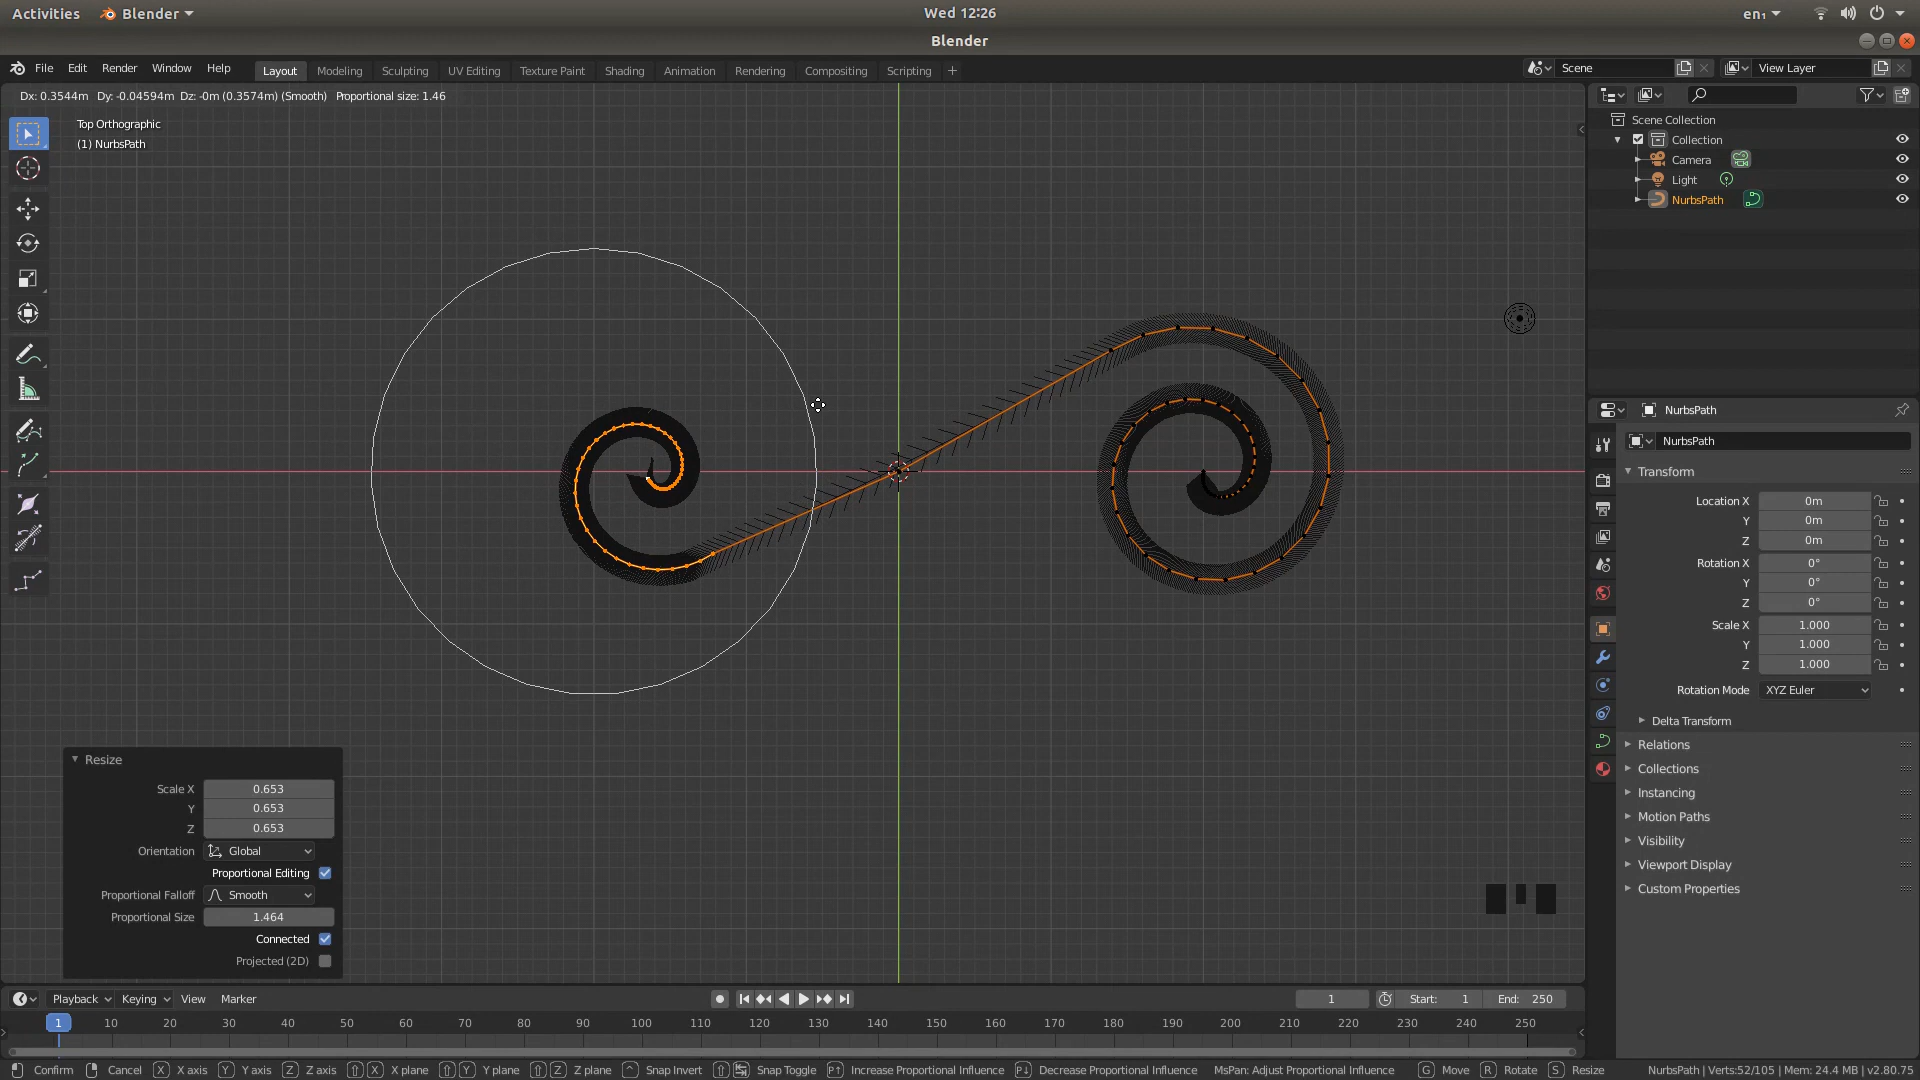 Activities Blender Wed 12:26 en₁
Blender
File Edit Render Window Help Layout Modeling Sculpting UV Editing Texture Paint Shading Animation Rendering Compositing Scripting + Scene View Layer
Dx: 0.3544m Dy: -0.04594m Dz: -0m (0.3574m) (Smooth) Proportional size: 1.46
Top Orthographic
(1) NurbsPath
Scene Collection
Collection
Camera
Light
NurbsPath
NurbsPath
NurbsPath
Transform
Location X 0m
Y 0m
Z 0m
Rotation X 0°
Y 0°
Z 0°
Scale X 1.000
Y 1.000
Z 1.000
Rotation Mode XYZ Euler
Delta Transform
Relations
Collections
Instancing
Motion Paths
Visibility
Viewport Display
Custom Properties
Resize
Scale X 0.653
Y 0.653
Z 0.653
Orientation Global
Proportional Editing
Proportional Falloff Smooth
Proportional Size 1.464
Connected
Projected (2D)
Playback Keying View Marker 1 Start: 1 End: 250
1 10 20 30 40 50 60 70 80 90 100 110 120 130 140 150 160 170 180 190 200 210 220 230 240 250
Confirm Cancel X X axis Y Y axis Z Z axis X X plane Y Y plane Z Z plane Snap Invert Snap Toggle P↑ Increase Proportional Influence P↓ Decrease Proportional Influence MsPan: Adjust Proportional Influence G Move R Rotate S Resize NurbsPath | Verts:52/105 | Mem: 24.4 MB | v2.80.75